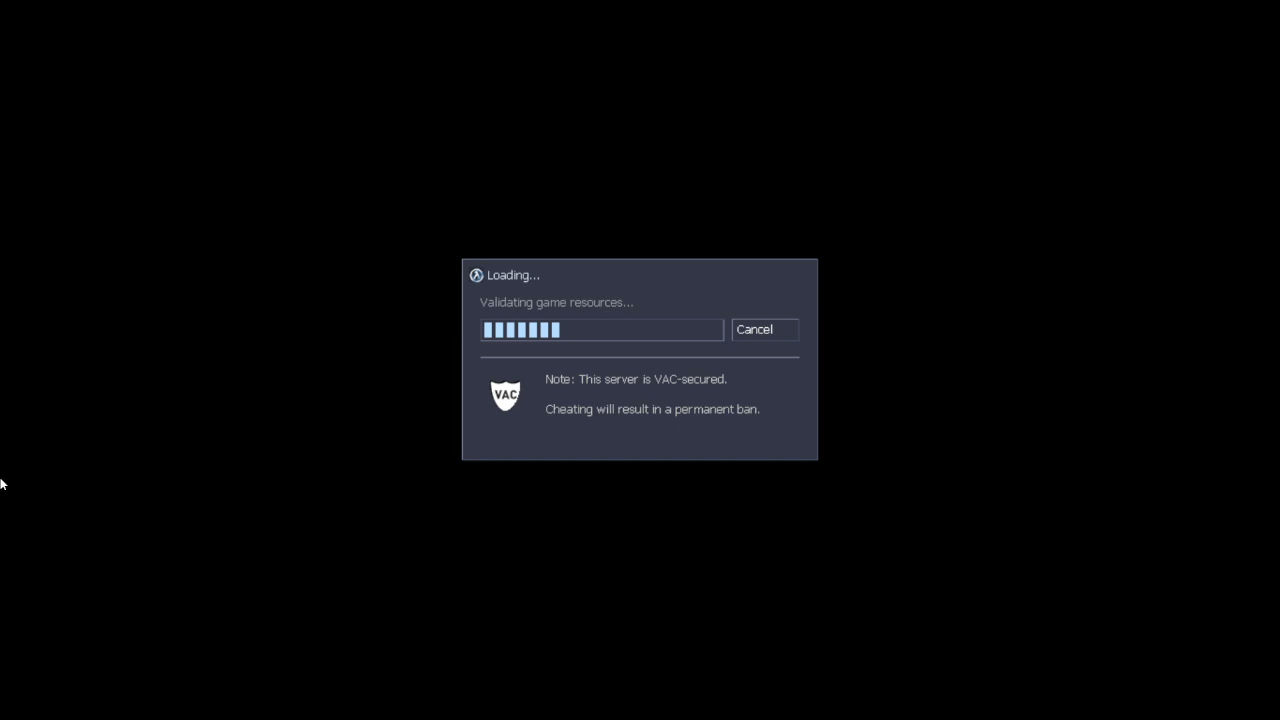 Loading...
Validating game resources...
Cancel
VAC
Note: This server is VAC-secured.
Cheating will result in a permanent ban.